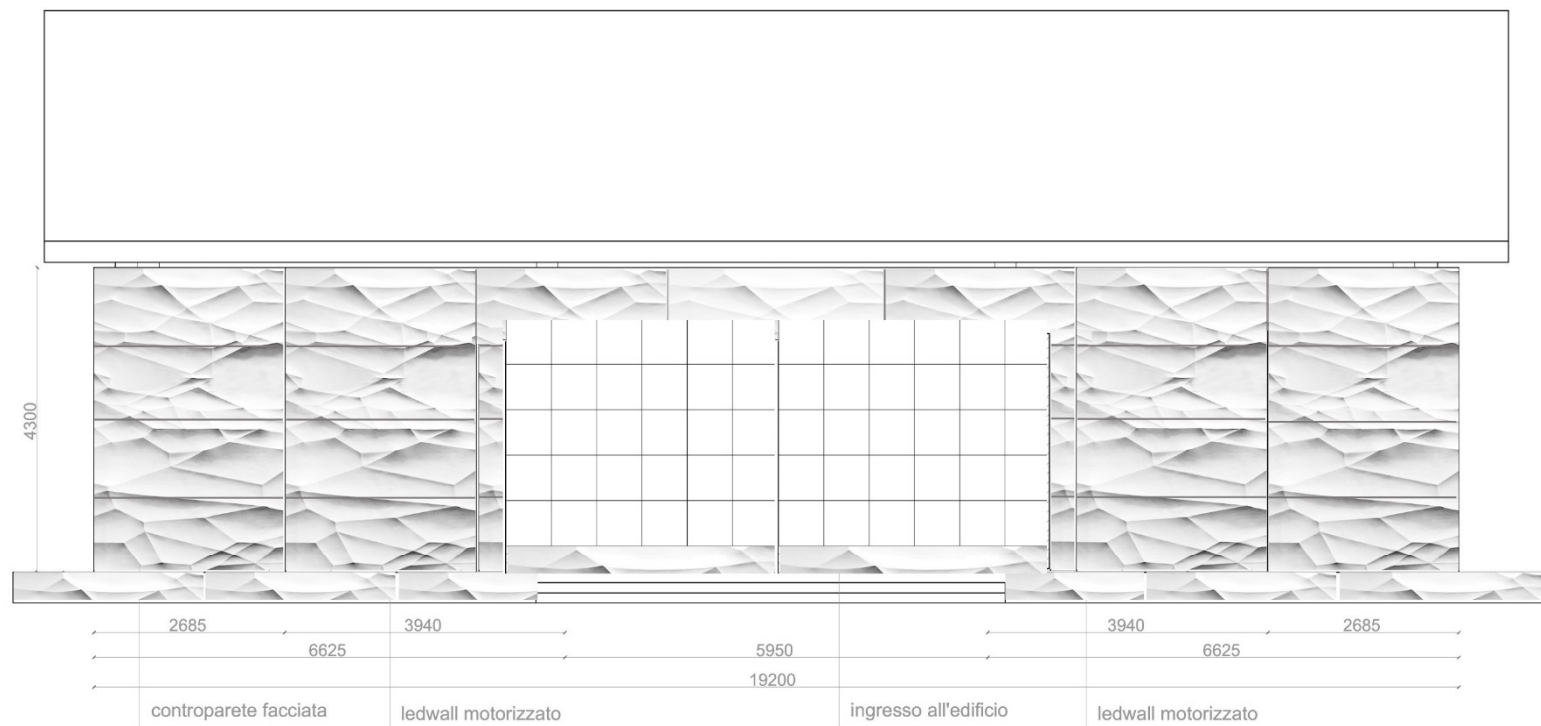 4300
2685 3940 3940 2685
6625 5950 6625
19200
controparete facciata ledwall motorizzato ingresso all'edificio ledwall motorizzato